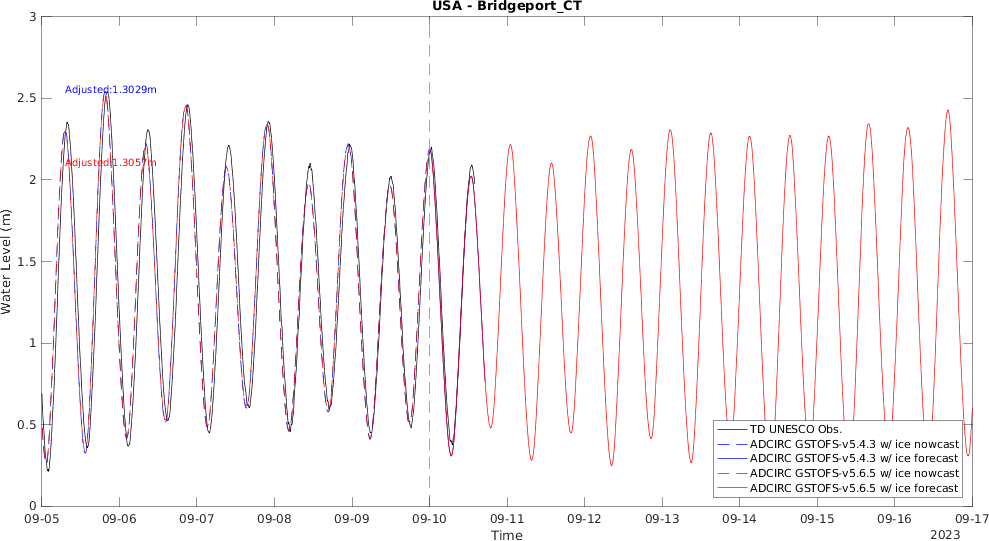 USA - Bridgeport_CT
3
2.5
2
1.5
1
0.5
0
Water Level (m)
Adjusted:1.3029m
Adjusted:1.3057m
TD UNESCO Obs.
ADCIRC GSTOFS-v5.4.3 w/ ice nowcast
ADCIRC GSTOFS-v5.4.3 w/ ice forecast
ADCIRC GSTOFS-v5.6.5 w/ ice nowcast
ADCIRC GSTOFS-v5.6.5 w/ ice forecast
09-05 09-06 09-07 09-08 09-09 09-10 09-11 09-12 09-13 09-14 09-15 09-16 09-17
Time
2023